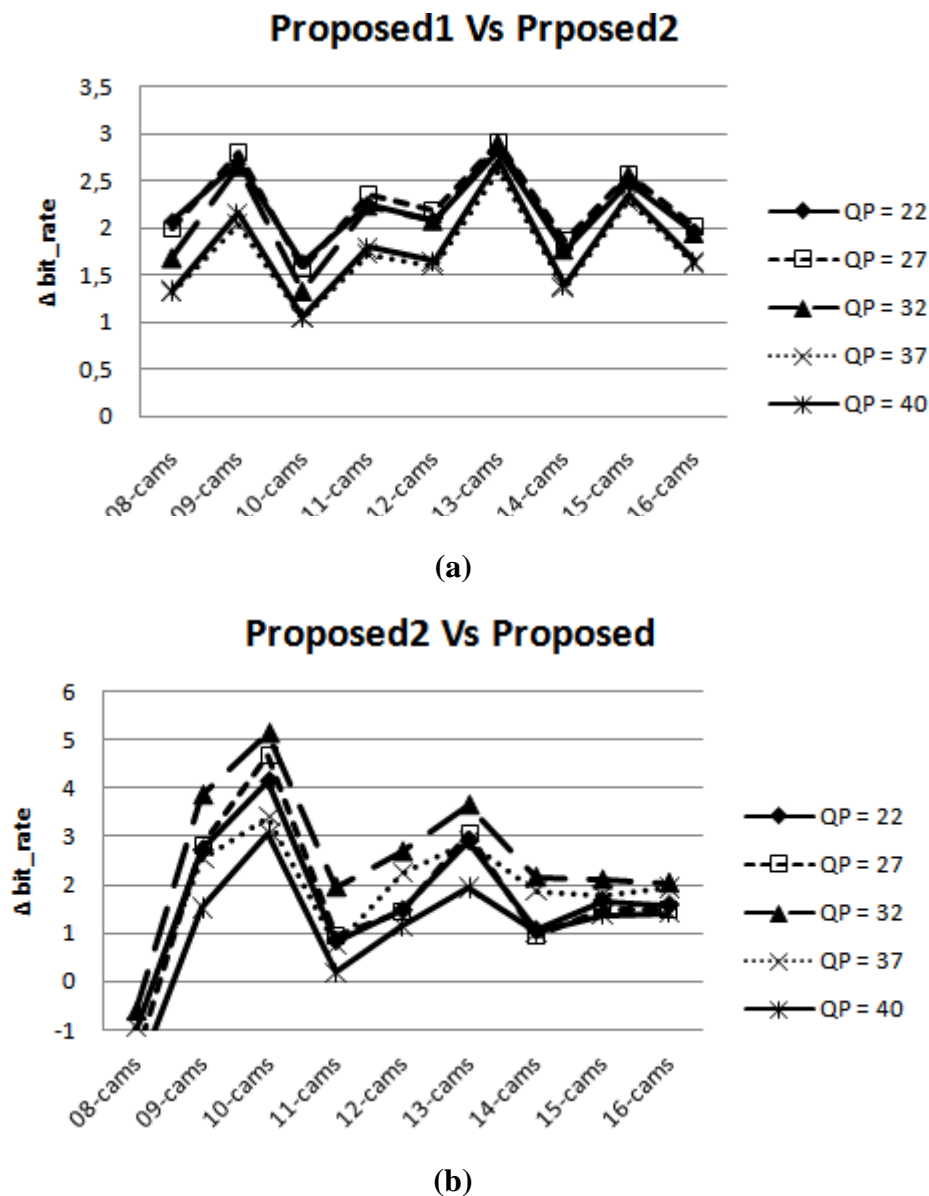 Proposed1 Vs Prposed2
3,5
3
2,5
2
1,5
1
0,5
0
Δ bit_rate
08-cams
09-cams
10-cams
11-cams
12-cams
13-cams
14-cams
15-cams
16-cams
QP = 22
QP = 27
QP = 32
QP = 37
QP = 40
(a)
Proposed2 Vs Proposed
6
5
4
3
2
1
0
-1
Δ bit_rate
08-cams
09-cams
10-cams
11-cams
12-cams
13-cams
14-cams
15-cams
16-cams
QP = 22
QP = 27
QP = 32
QP = 37
QP = 40
(b)